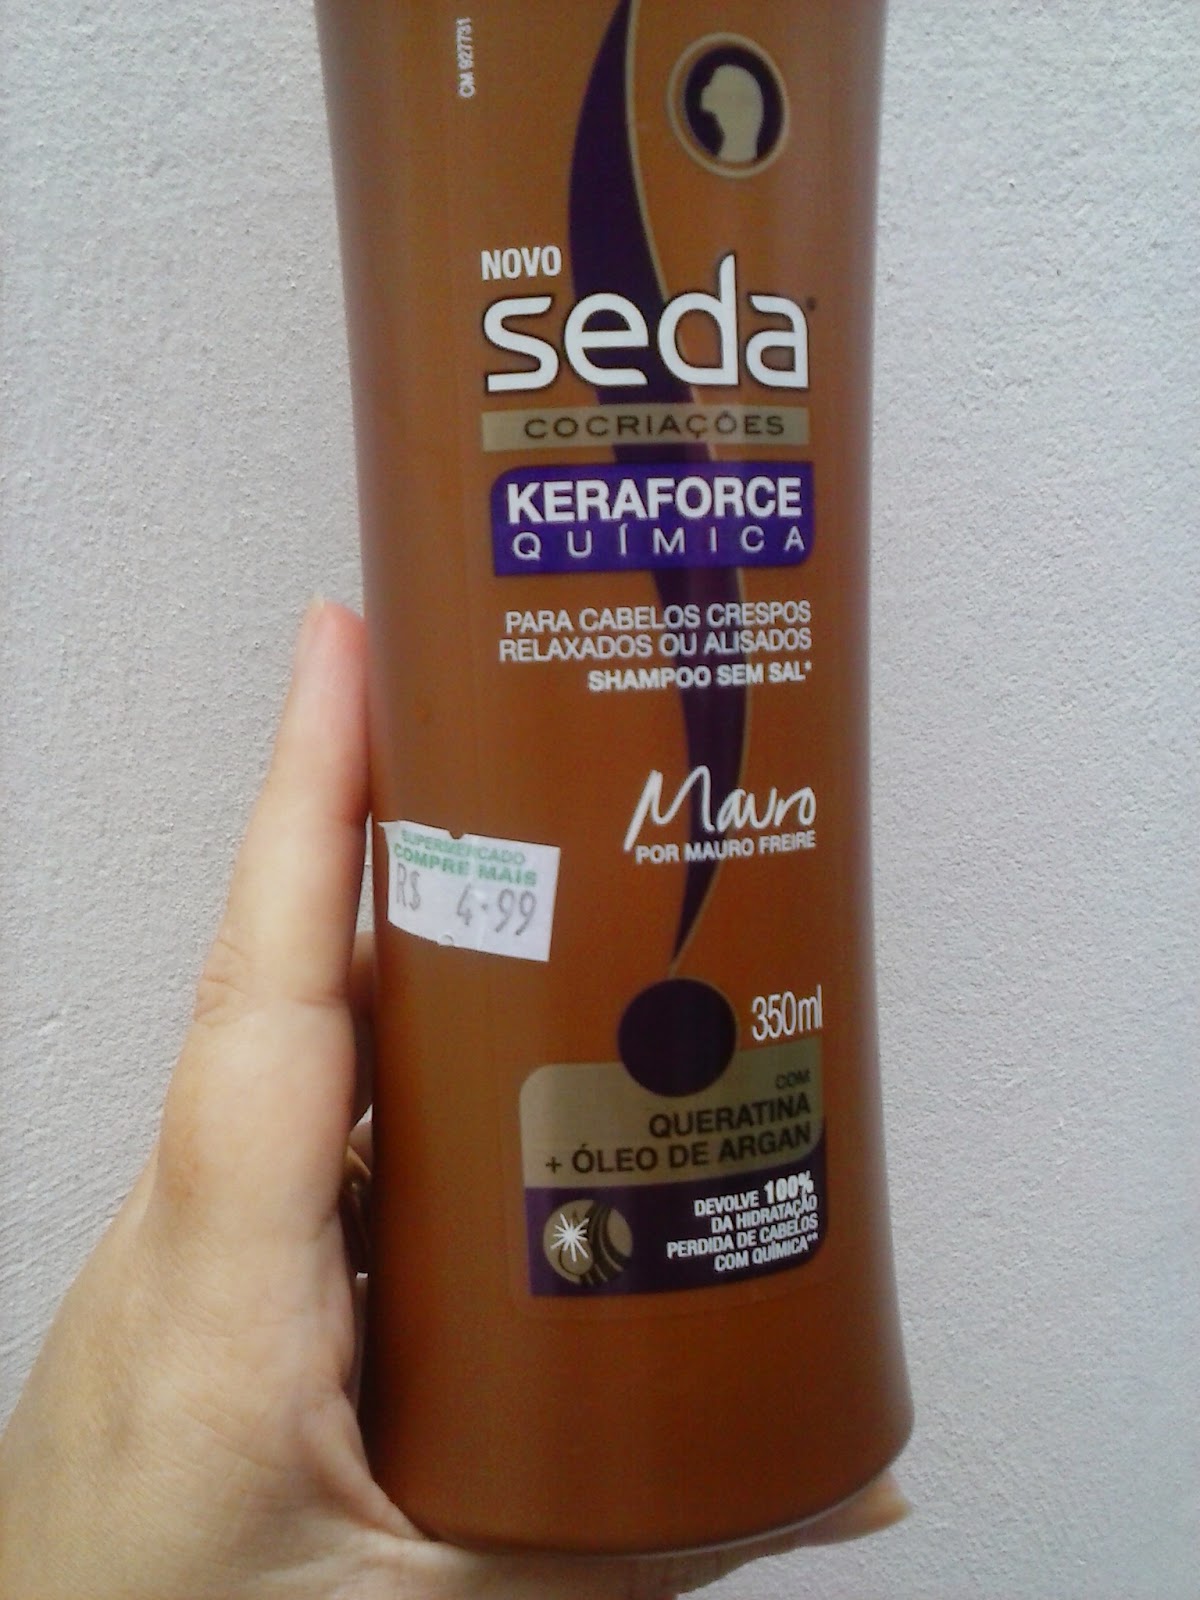 CM 927731
NOVO
seda®
COCRIAÇÕES
KERAFORCE
QUÍMICA
PARA CABELOS CRESPOS
RELAXADOS OU ALISADOS
SHAMPOO SEM SAL*
Mauro
POR MAURO FREIRE
SUPERMERCADO
COMPRE MAIS
R$ 4.99
350ml
COM
QUERATINA
+ ÓLEO DE ARGAN
DEVOLVE 100%
DA HIDRATAÇÃO
PERDIDA DE CABELOS
COM QUÍMICA**